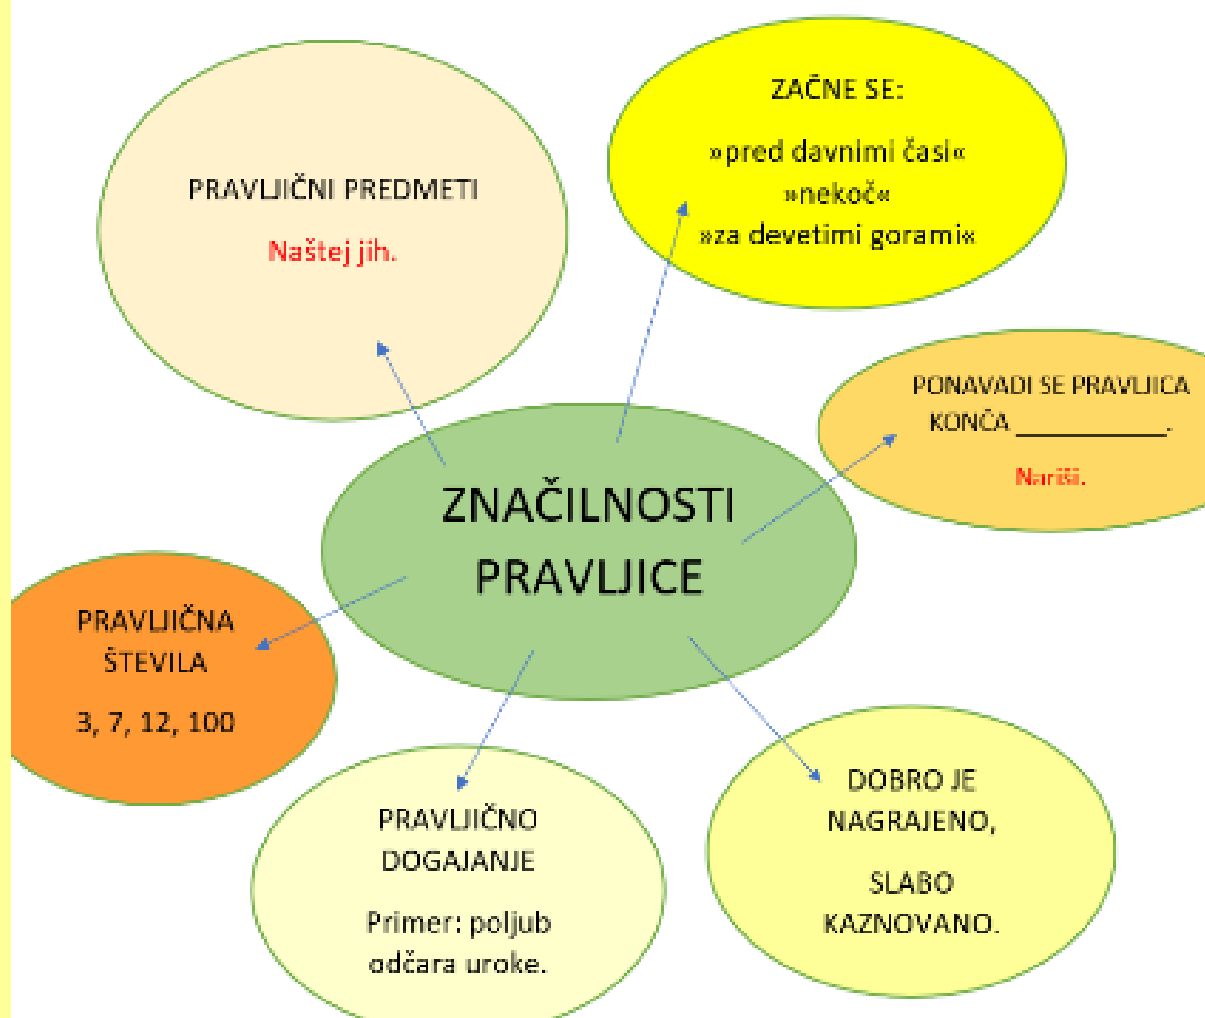 ZAČNE SE:
»pred davnimi časi«
»nekoč«
»za devetimi gorami«
PRAVLJIČNI PREDMETI
Naštej jih.
PONAVADI SE PRAVLJICA
KONČA ___________.
Nariši.
ZNAČILNOSTI
PRAVLJICE
PRAVLJIČNA
ŠTEVILA
3, 7, 12, 100
PRAVLJIČNO
DOGAJANJE
Primer: poljub
odčara uroke.
DOBRO JE
NAGRAJENO,
SLABO
KAZNOVANO.